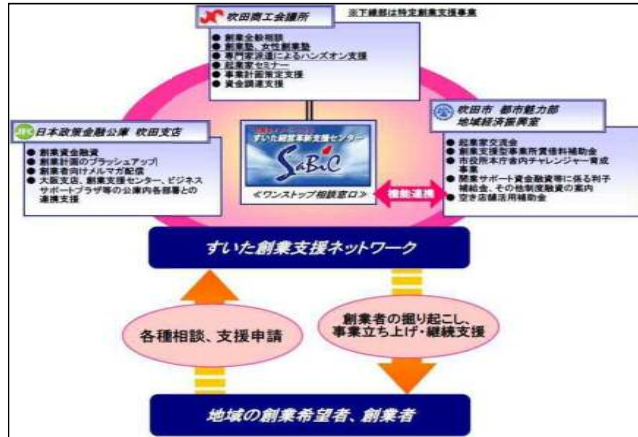 吹田商工会議所
※下線部は特定創業支援事業
● 創業全般相談
● 創業塾、女性創業塾
● 専門家派遣によるハンズオン支援
● 起業家セミナー
● 事業計画策定支援
● 資金調達支援
JFC 日本政策金融公庫 吹田支店
● 創業資金融資
● 創業計画のブラッシュアップ
● 創業者向けメルマガ配信
● 大阪支店、創業支援センター、ビジネス
サポートプラザ等の公庫内各部署との
連携支援
すいた経営革新支援センター
SaBiC
≪ワンストップ相談窓口≫
機能連携
吹田市 都市魅力部
地域経済振興室
● 起業家交流会
● 創業支援型事業所賃借料補助金
● 市役所本庁舎内チャレンジャー育成
事業
● 開業サポート資金融資等に係る利子
補給金、その他制度融資の案内
● 空き店舗活用補助金
すいた創業支援ネットワーク
各種相談、支援申請
創業者の掘り起こし、
事業立ち上げ・継続支援
地域の創業希望者、創業者